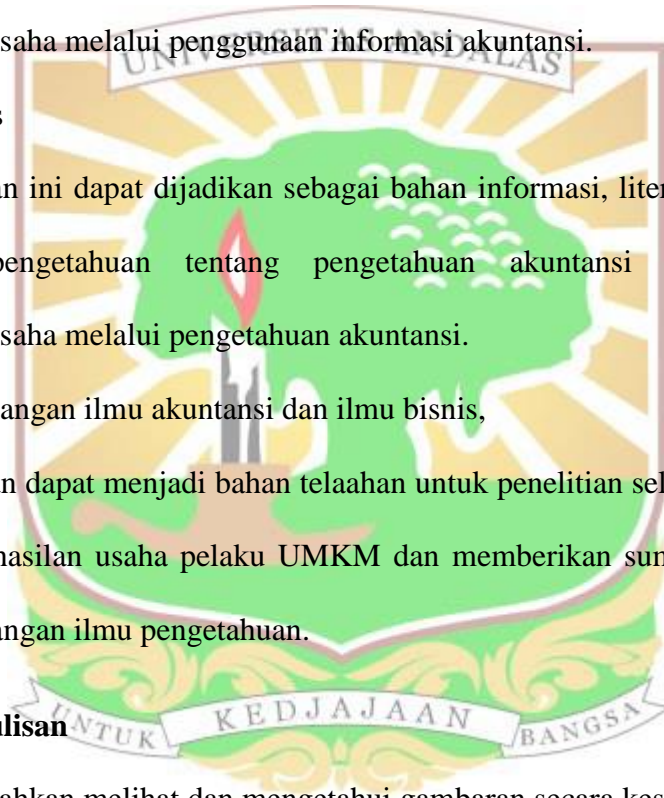 saha melalui penggunaan informasi akuntansi.
UNIVERSITAS ANDALAS
s
an ini dapat dijadikan sebagai bahan informasi, liter
pengetahuan tentang pengetahuan akuntansi
saha melalui pengetahuan akuntansi.
angan ilmu akuntansi dan ilmu bisnis,
an dapat menjadi bahan telaahan untuk penelitian sel
hasilan usaha pelaku UMKM dan memberikan sum
angan ilmu pengetahuan.
UNTUK KEDJAJAAN BANGSA
ulisan
ahkan melihat dan mengetahui gambaran secara kes